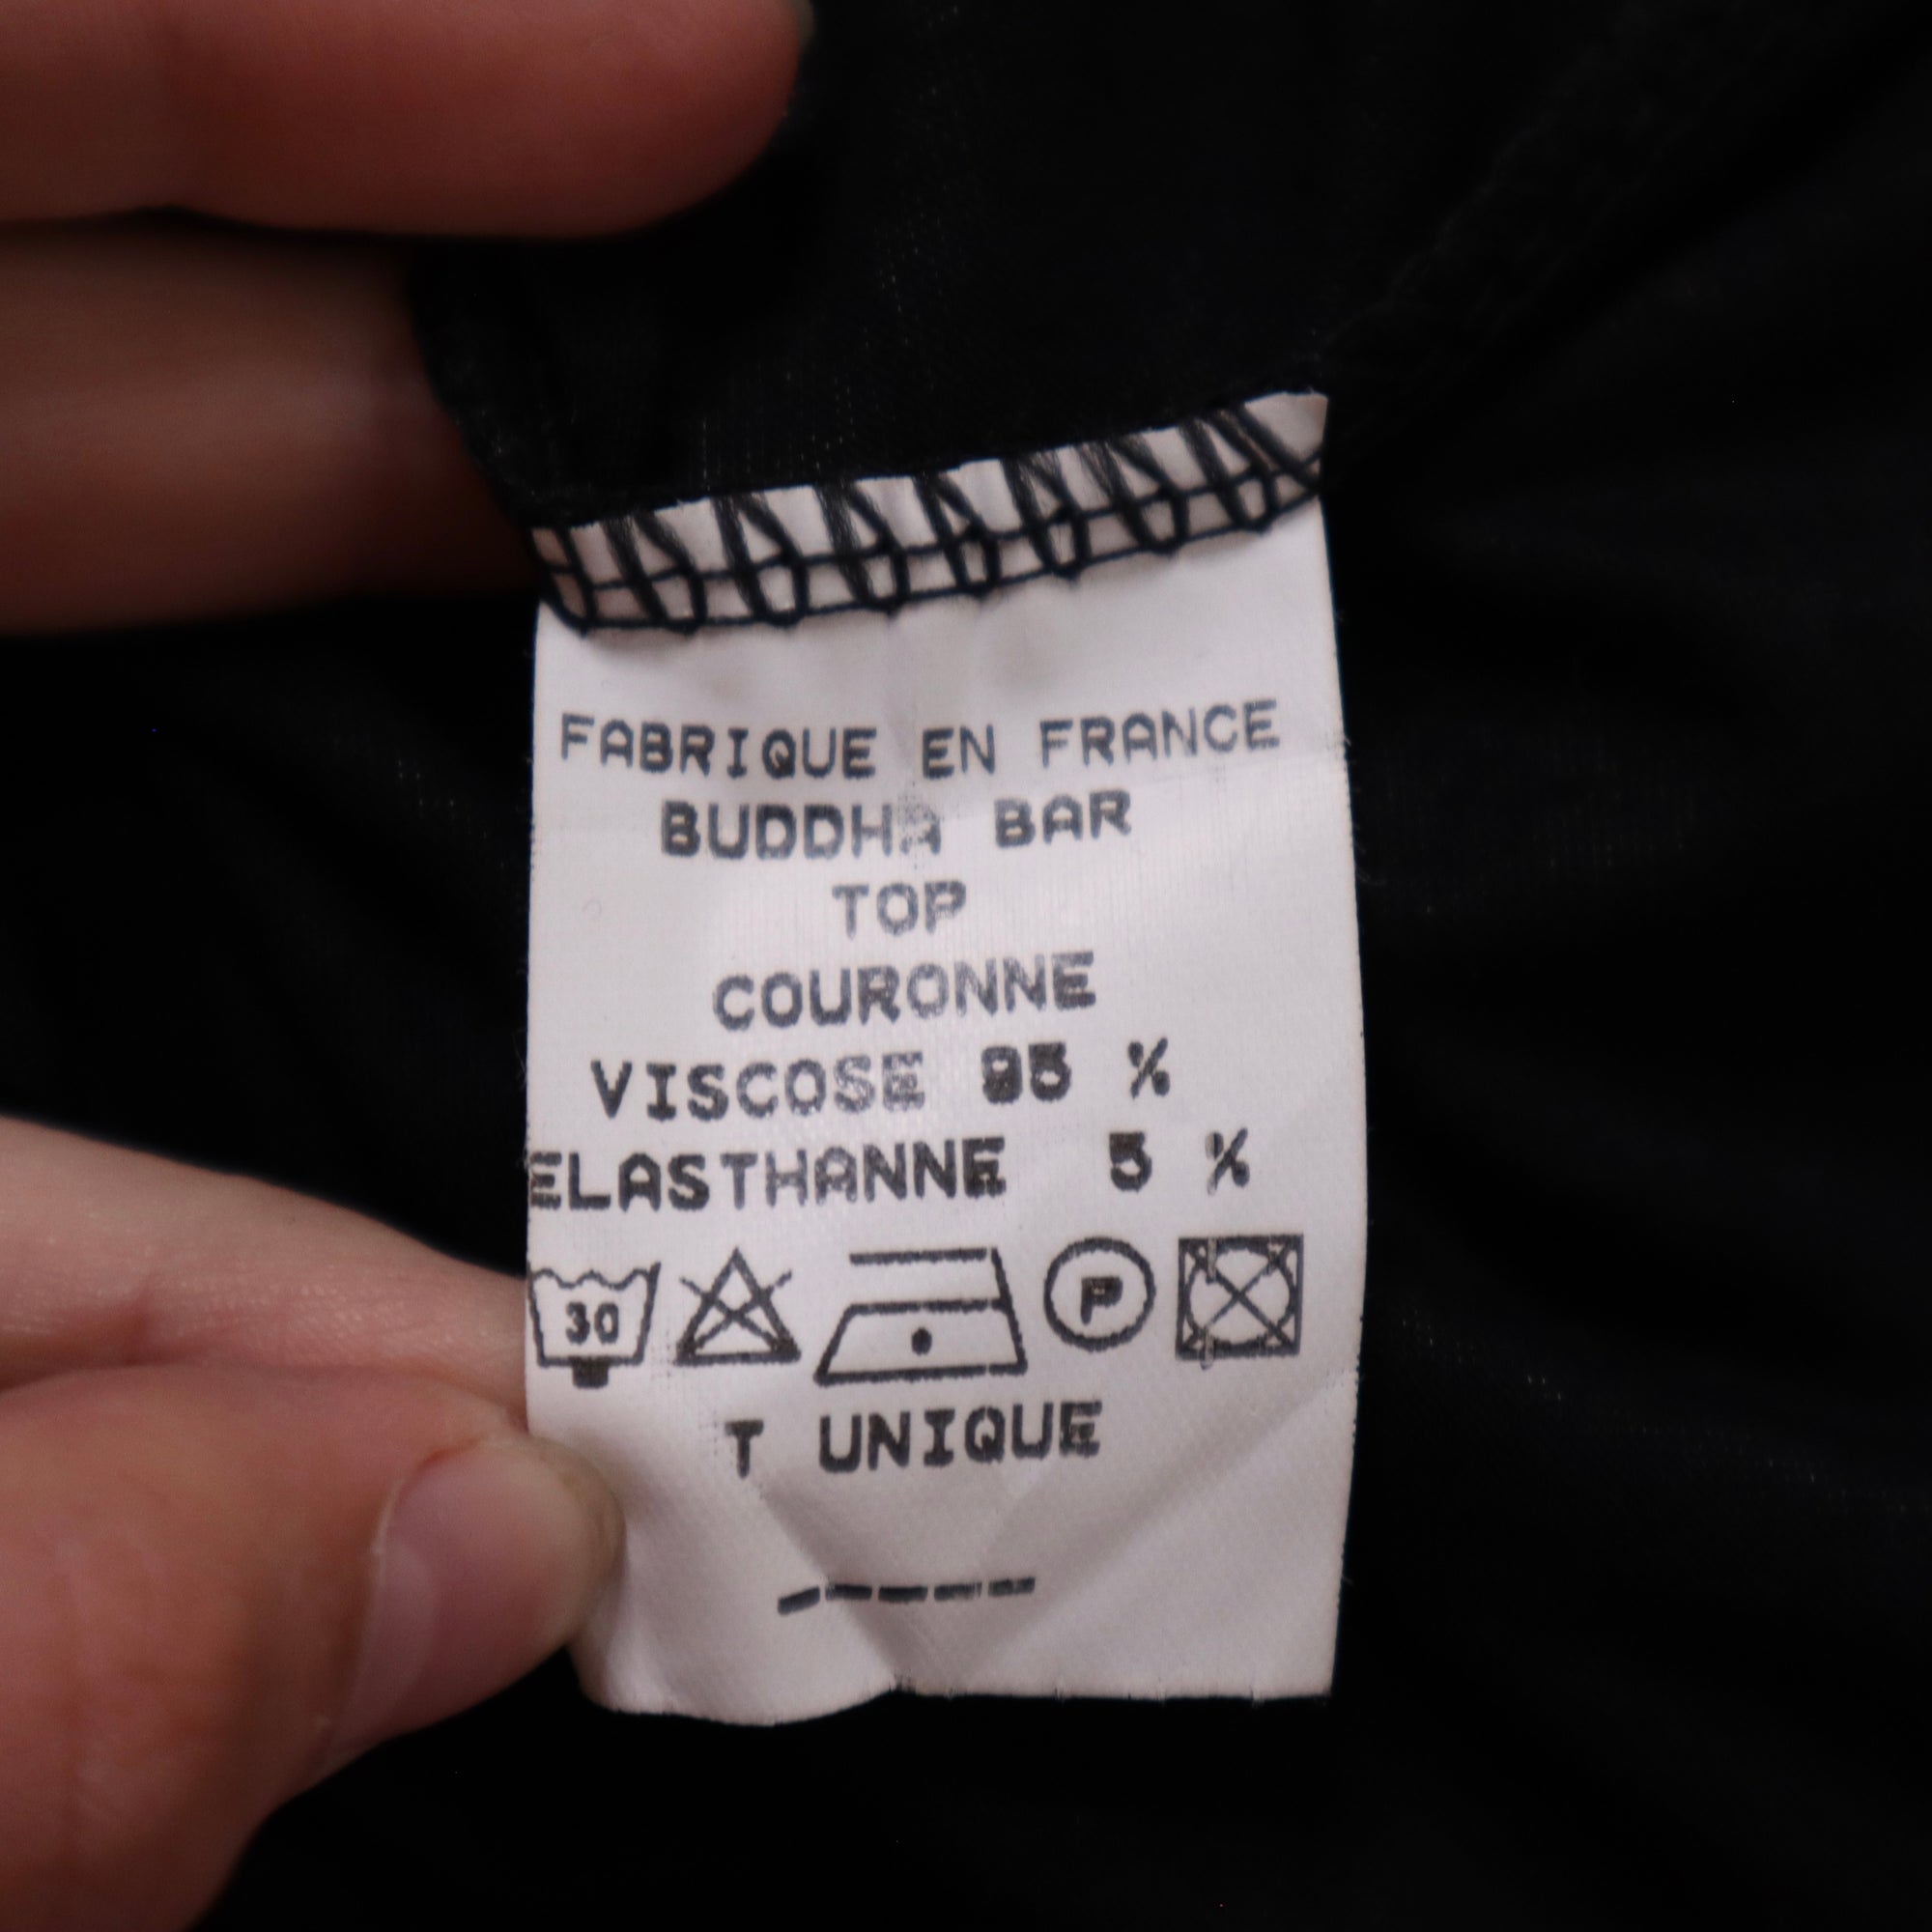 FABRIQUE EN FRANCE
BUDDHA BAR
TOP
COURONNE
VISCOSE 95 %
ELASTHANNE 5 %
30 P
T UNIQUE
-----